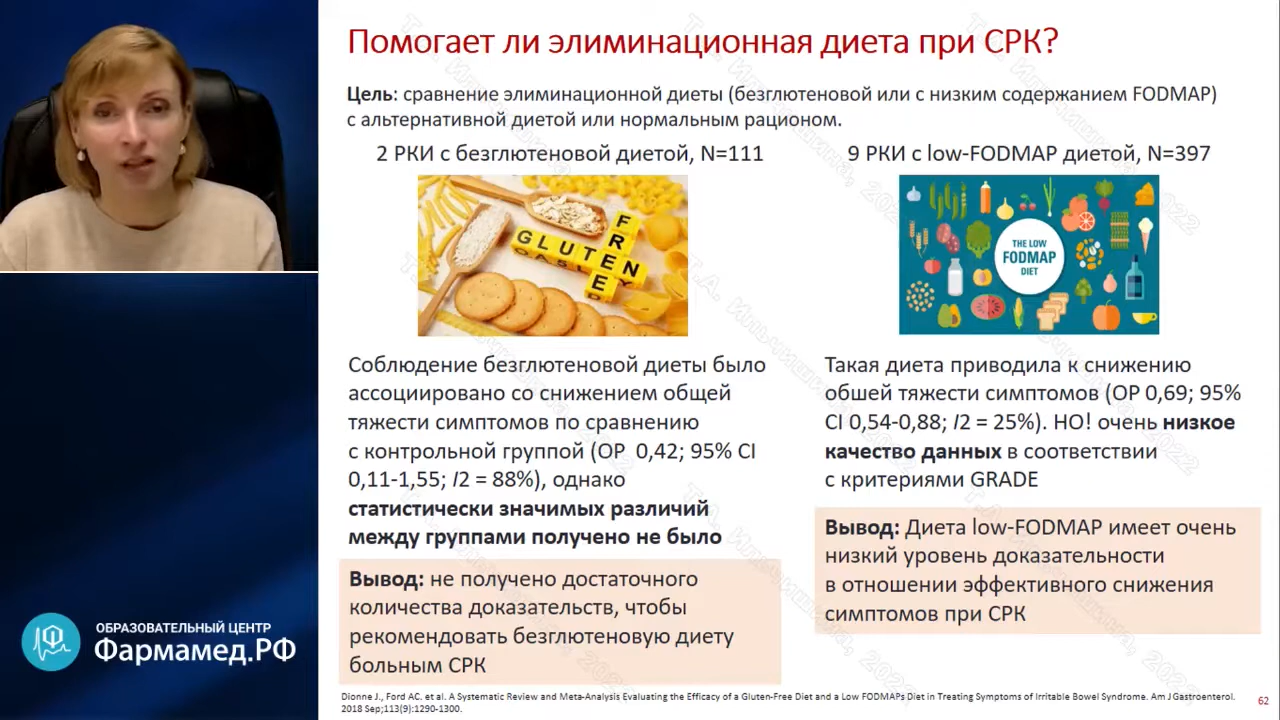 Помогает ли элиминационная диета при СРК?
Цель: сравнение элиминационной диеты (безглютеновой или с низким содержанием FODMAP)
с альтернативной диетой или нормальным рационом.
2 РКИ с безглютеновой диетой, N=111
GLUTEN
FREE
Соблюдение безглютеновой диеты было
ассоциировано со снижением общей
тяжести симптомов по сравнению
с контрольной группой (ОР 0,42; 95% CI
0,11-1,55; I2 = 88%), однако
статистически значимых различий
между группами получено не было
Вывод: не получено достаточного
количества доказательств, чтобы
рекомендовать безглютеновую диету
больным СРК
9 РКИ с low-FODMAP диетой, N=397
THE LOW
FODMAP
DIET
Такая диета приводила к снижению
обшей тяжести симптомов (ОР 0,69; 95%
CI 0,54-0,88; I2 = 25%). НО! очень низкое
качество данных в соответствии
с критериями GRADE
Вывод: Диета low-FODMAP имеет очень
низкий уровень доказательности
в отношении эффективного снижения
симптомов при СРК
ОБРАЗОВАТЕЛЬНЫЙ ЦЕНТР
Фармамед.РФ
Dionne J., Ford AC. et al. A Systematic Review and Meta-Analysis Evaluating the Efficacy of a Gluten-Free Diet and a Low FODMAPs Diet in Treating Symptoms of Irritable Bowel Syndrome. Am J Gastroenterol.
2018 Sep;113(9):1290-1300.
62